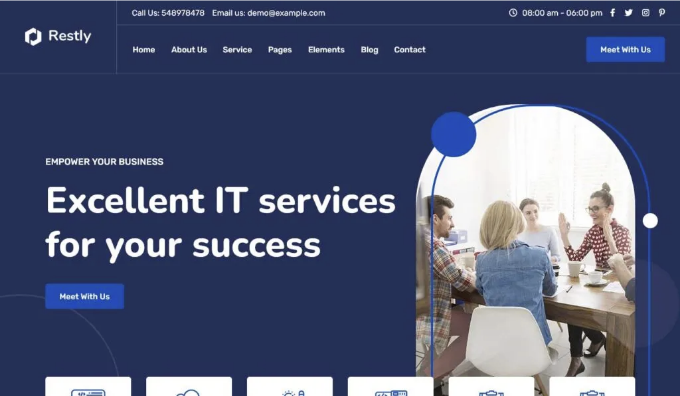 Call Us: 548978478 Email us: demo@example.com
08:00 am - 06:00 pm
Restly
Home About Us Service Pages Elements Blog Contact
Meet With Us
EMPOWER YOUR BUSINESS
Excellent IT services
for your success
Meet With Us